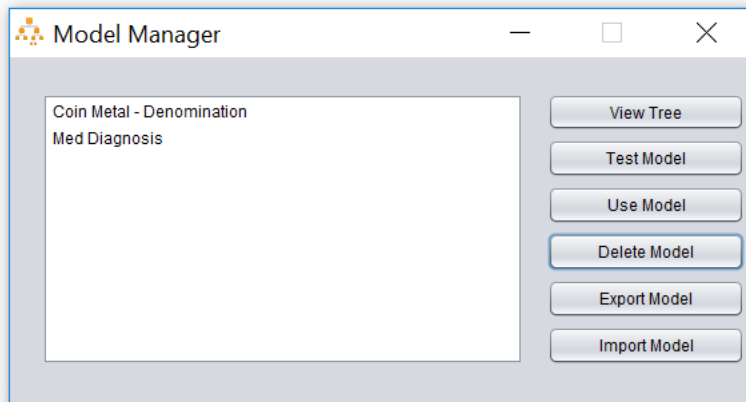 Model Manager
Coin Metal - Denomination
Med Diagnosis
View Tree
Test Model
Use Model
Delete Model
Export Model
Import Model